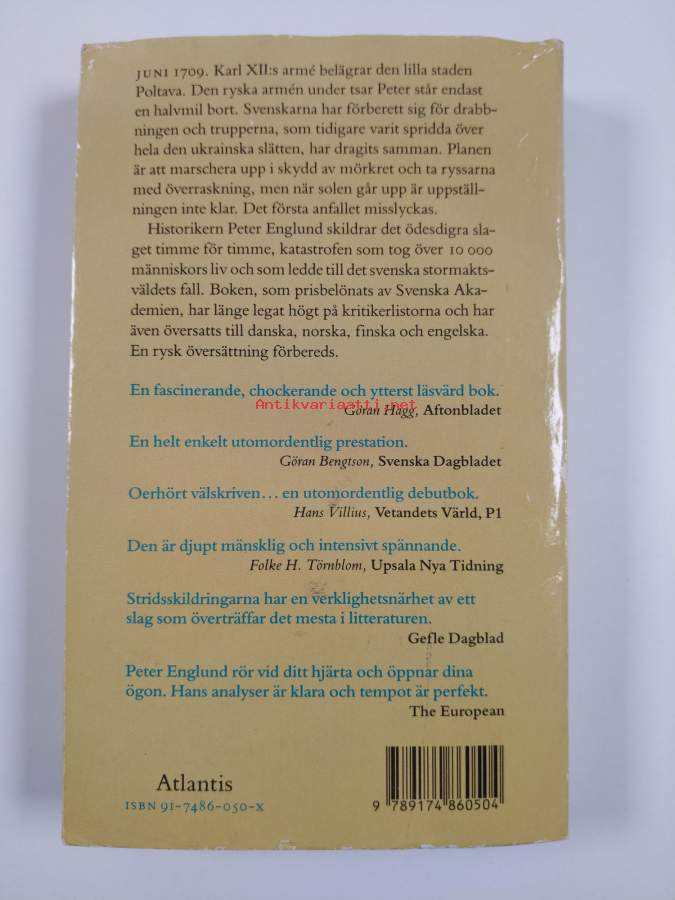 JUNI 1709. Karl XII:s armé belägrar den lilla staden
Poltava. Den ryska armén under tsar Peter står endast
en halvmil bort. Svenskarna har förberett sig för drabb-
ningen och trupperna, som tidigare varit spridda över
hela den ukrainska slätten, har dragits samman. Planen
är att marschera upp i skydd av mörkret och ta ryssarna
med överraskning, men när solen går upp är uppställ-
ningen inte klar. Det första anfallet misslyckas.
Historikern Peter Englund skildrar det ödesdigra sla-
get timme för timme, katastrofen som tog över 10 000
människors liv och som ledde till det svenska stormakts-
väldets fall. Boken, som prisbelönats av Svenska Aka-
demien, har länge legat högt på kritikerlistorna och har
även översatts till danska, norska, finska och engelska.
En rysk översättning förbereds.
En fascinerande, chockerande och ytterst läsvärd bok.
Antikvariaatti.net
Göran Hägg, Aftonbladet
En helt enkelt utomordentlig prestation.
Göran Bengtson, Svenska Dagbladet
Oerhört välskriven... en utomordentlig debutbok.
Hans Villius, Vetandets Värld, P1
Den är djupt mänsklig och intensivt spännande.
Folke H. Törnblom, Upsala Nya Tidning
Stridsskildringarna har en verklighetsnärhet av ett
slag som överträffar det mesta i litteraturen.
Gefle Dagblad
Peter Englund rör vid ditt hjärta och öppnar dina
ögon. Hans analyser är klara och tempot är perfekt.
The European
Atlantis
ISBN 91-7486-050-X
9 789174 860504